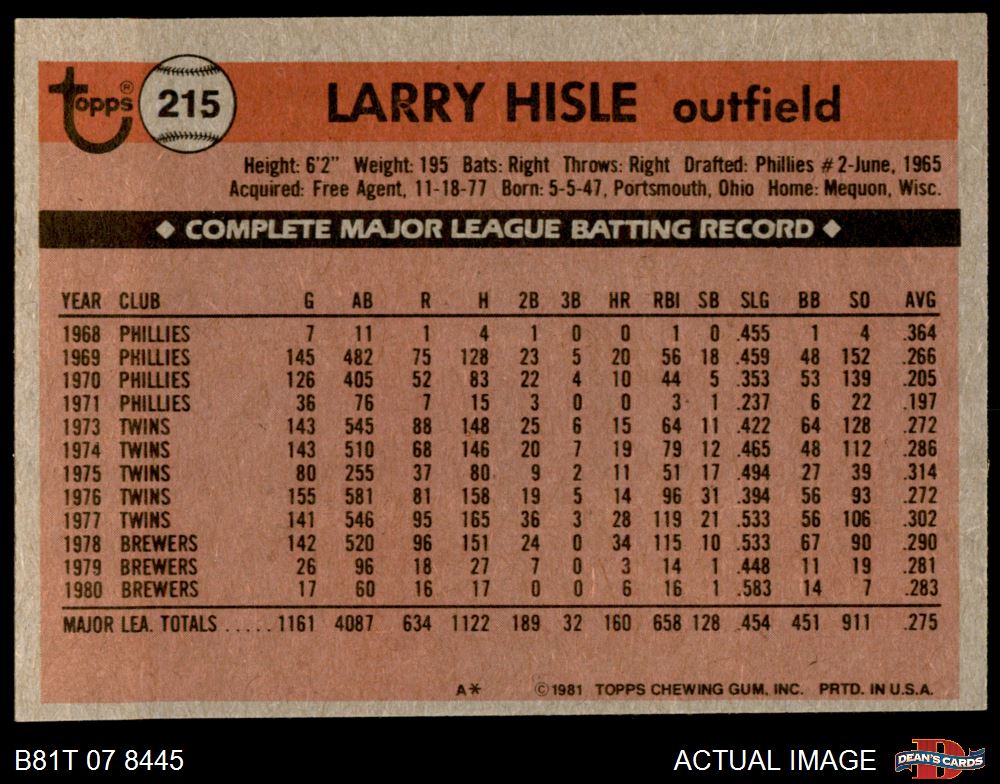 Topps® 215 LARRY HISLE outfield
Height: 6'2" Weight: 195 Bats: Right Throws: Right Drafted: Phillies #2-June, 1965
Acquired: Free Agent, 11-18-77 Born: 5-5-47, Portsmouth, Ohio Home: Mequon, Wisc.
◆ COMPLETE MAJOR LEAGUE BATTING RECORD ◆
YEAR CLUB G AB R H 2B 3B HR RBI SB SLG BB SO AVG
1968 PHILLIES 7 11 1 4 1 0 0 1 0 .455 1 4 .364
1969 PHILLIES 145 482 75 128 23 5 20 56 18 .459 48 152 .266
1970 PHILLIES 126 405 52 83 22 4 10 44 5 .353 53 139 .205
1971 PHILLIES 36 76 7 15 3 0 0 3 1 .237 6 22 .197
1973 TWINS 143 545 88 148 25 6 15 64 11 .422 64 128 .272
1974 TWINS 143 510 68 146 20 7 19 79 12 .465 48 112 .286
1975 TWINS 80 255 37 80 9 2 11 51 17 .494 27 39 .314
1976 TWINS 155 581 81 158 19 5 14 96 31 .394 56 93 .272
1977 TWINS 141 546 95 165 36 3 28 119 21 .533 56 106 .302
1978 BREWERS 142 520 96 151 24 0 34 115 10 .533 67 90 .290
1979 BREWERS 26 96 18 27 7 0 3 14 1 .448 11 19 .281
1980 BREWERS 17 60 16 17 0 0 6 16 1 .583 14 7 .283
MAJOR LEA. TOTALS ..... 1161 4087 634 1122 189 32 160 658 128 .454 451 911 .275
A* ©1981 TOPPS CHEWING GUM, INC. PRTD. IN U.S.A.
B81T 07 8445 ACTUAL IMAGE D DEAN'S CARDS